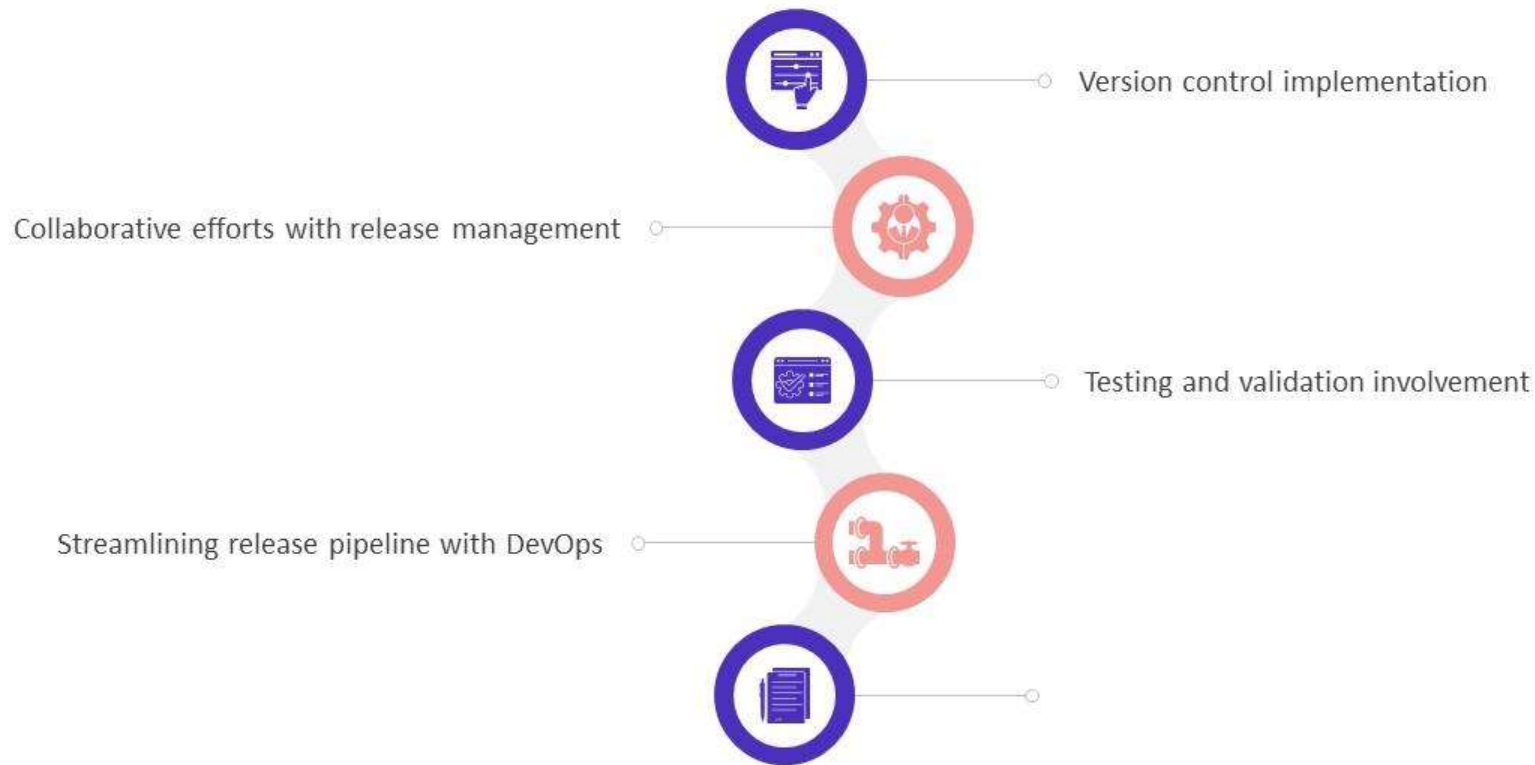 Version control implementation
Collaborative efforts with release management
Testing and validation involvement
Streamlining release pipeline with DevOps